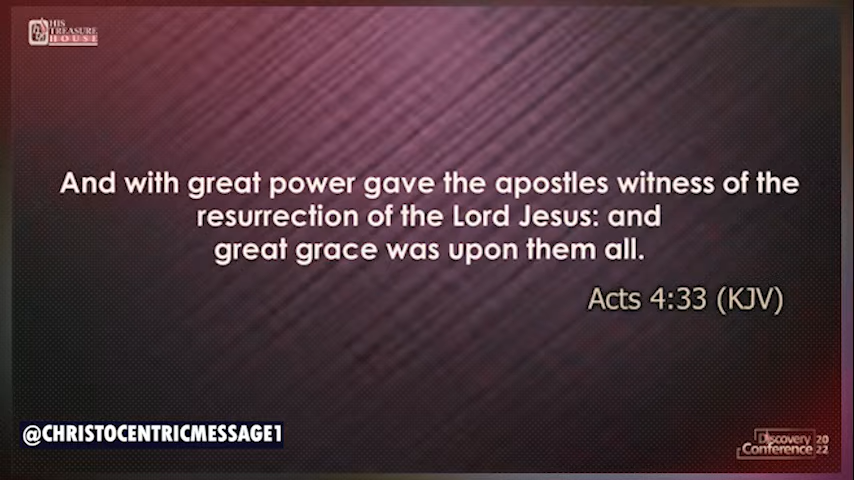 HIS
TREASURE
HOUSE
And with great power gave the apostles witness of the
resurrection of the Lord Jesus: and
great grace was upon them all.
Acts 4:33 (KJV)
@CHRISTOCENTRICMESSAGE1
Discovery
Conference
20
22